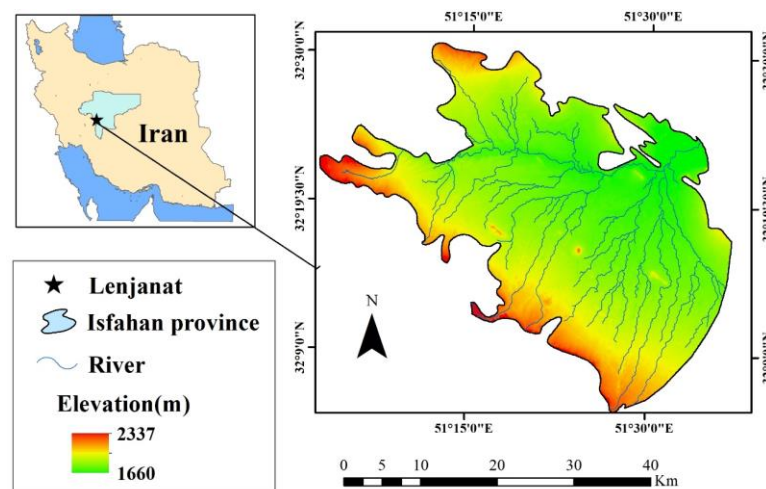 Iran
★ Lenjanat
Isfahan province
River
Elevation(m)
2337
1660
51°15'0"E
51°30'0"E
32°30'0"N
32°19'30"N
32°9'0"N
N
51°15'0"E
51°30'0"E
0 5 10 20 30 40
Km